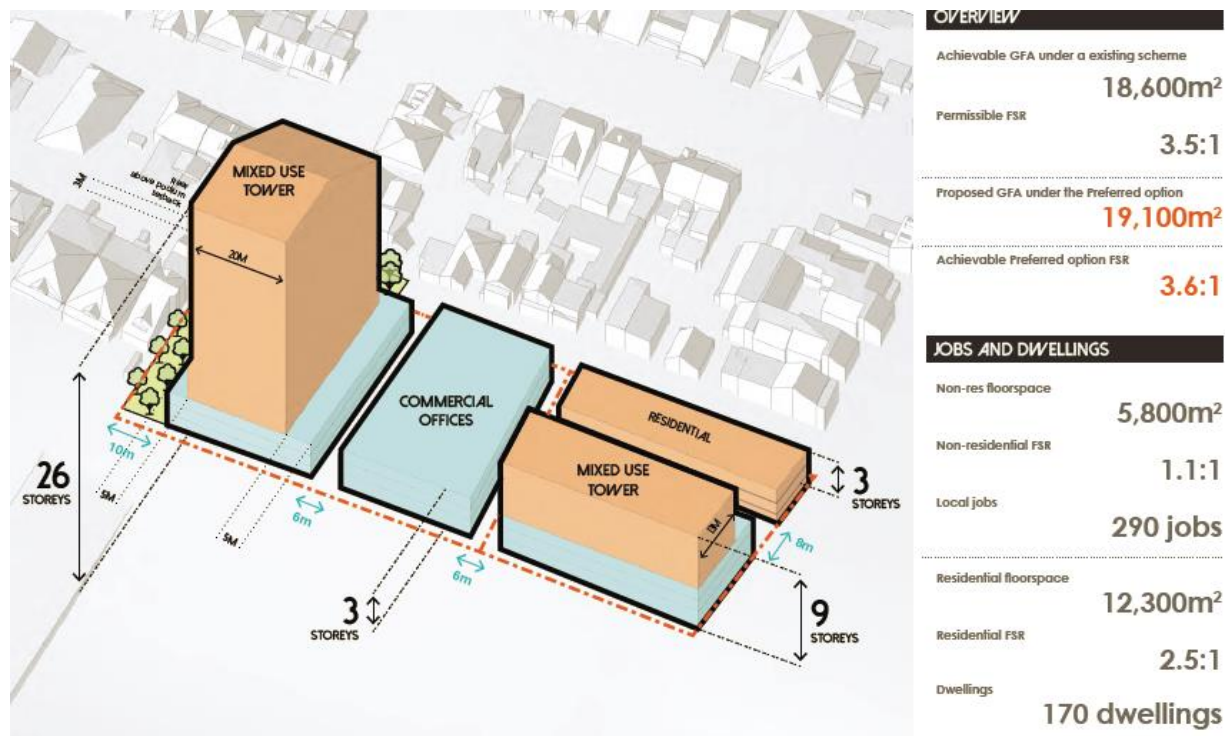 MIXED USE
TOWER
3M
Rear
above podium
setback
20M
COMMERCIAL
OFFICES
RESIDENTIAL
MIXED USE
TOWER
10m
5M
5M
6m
6m
8m
26
STOREYS
3
STOREYS
3
STOREYS
9
STOREYS
OVERVIEW
Achievable GFA under a existing scheme
18,600m²
Permissible FSR
3.5:1
Proposed GFA under the Preferred option
19,100m²
Achievable Preferred option FSR
3.6:1
JOBS AND DWELLINGS
Non-res floorspace
5,800m²
Non-residential FSR
1.1:1
Local jobs
290 jobs
Residential floorspace
12,300m²
Residential FSR
2.5:1
Dwellings
170 dwellings